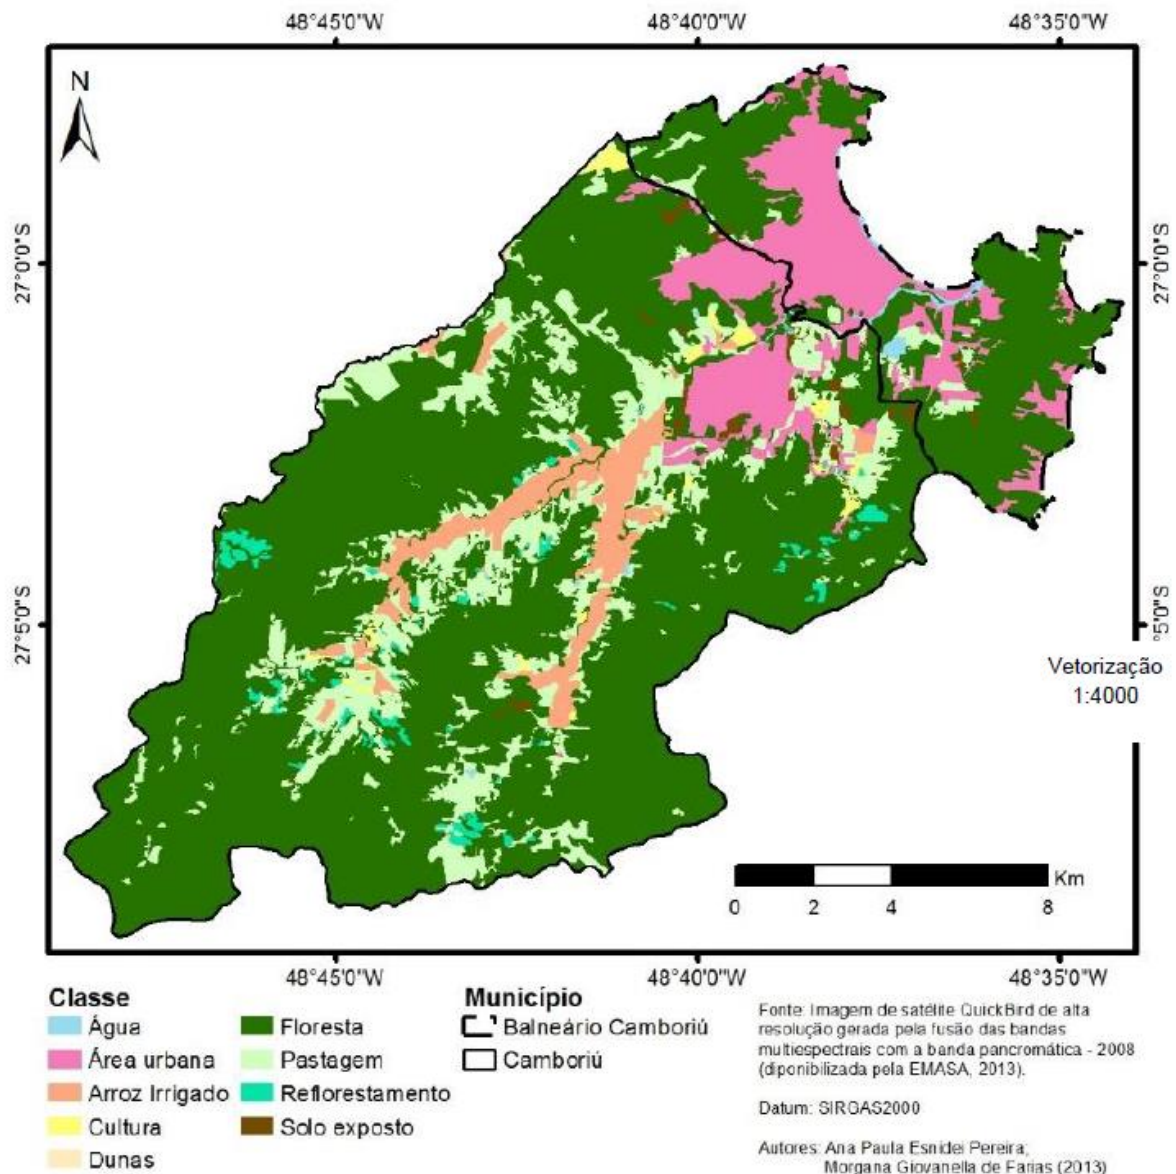 48°45'0"W 48°40'0"W 48°35'0"W
N
27°0'0"S 27°0'0"S
27°5'0"S 27°5'0"S
Vetorização
1:4000
Km
0 2 4 8
48°45'0"W 48°40'0"W 48°35'0"W
Classe
Água
Área urbana
Arroz Irrigado
Cultura
Dunas
Floresta
Pastagem
Reflorestamento
Solo exposto
Município
Balneário Camboriú
Camboriú
Fonte: Imagem de satélite QuickBird de alta
resolução gerada pela fusão das bandas
multiespectrais com a banda pancromática - 2008
(diponibilizada pela EMASA, 2013).
Datum: SIRGAS2000
Autores: Ana Paula Esnidei Pereira;
Morgana Giovanella de Farias (2013)